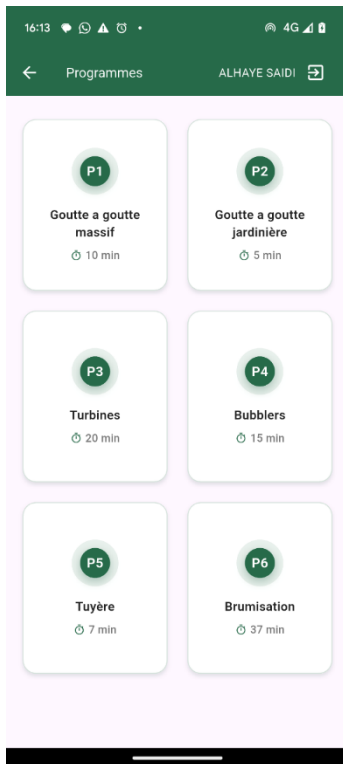 16:13 4G
Programmes ALHAYE SAIDI
P1 P2
Goutte a goutte Goutte a goutte
massif jardinière
10 min 5 min
P3 P4
Turbines Bubblers
20 min 15 min
P5 P6
Tuyère Brumisation
7 min 37 min